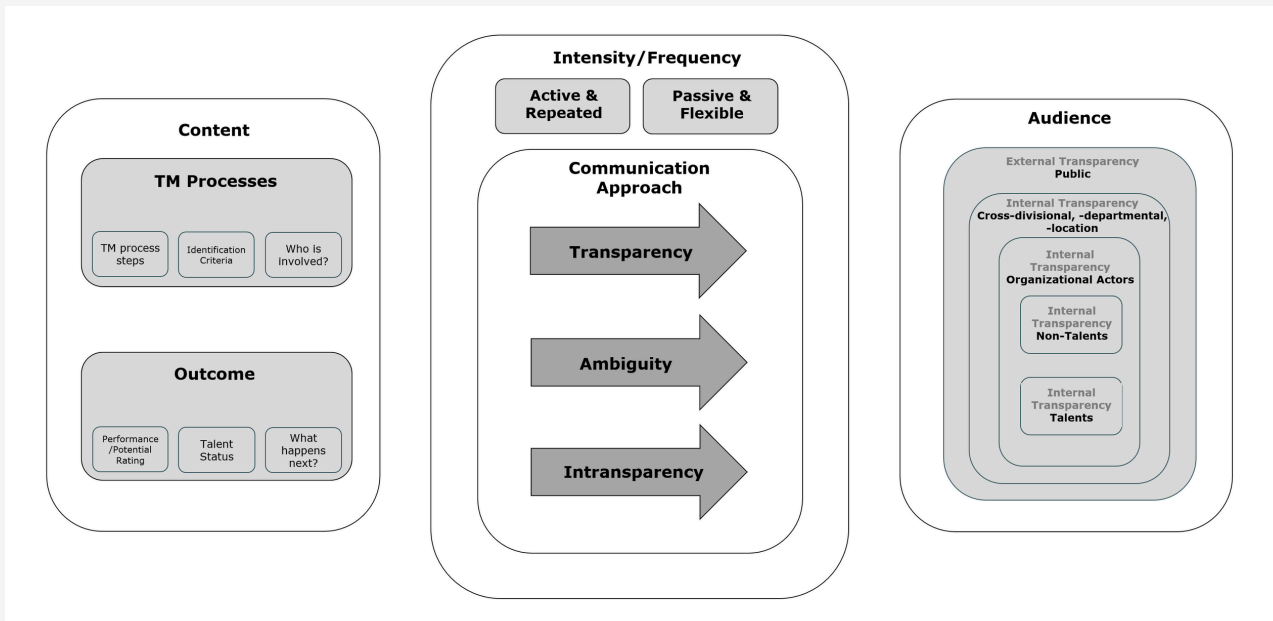 Content
TM Processes
TM process
steps
Identification
Criteria
Who is
involved?
Outcome
Performance
/Potential
Rating
Talent
Status
What
happens
next?
Intensity/Frequency
Active &
Repeated
Passive &
Flexible
Communication
Approach
Transparency
Ambiguity
Intransparency
Audience
External Transparency
Public
Internal Transparency
Cross-divisional, -departmental,
-location
Internal
Transparency
Organizational Actors
Internal
Transparency
Non-Talents
Internal
Transparency
Talents